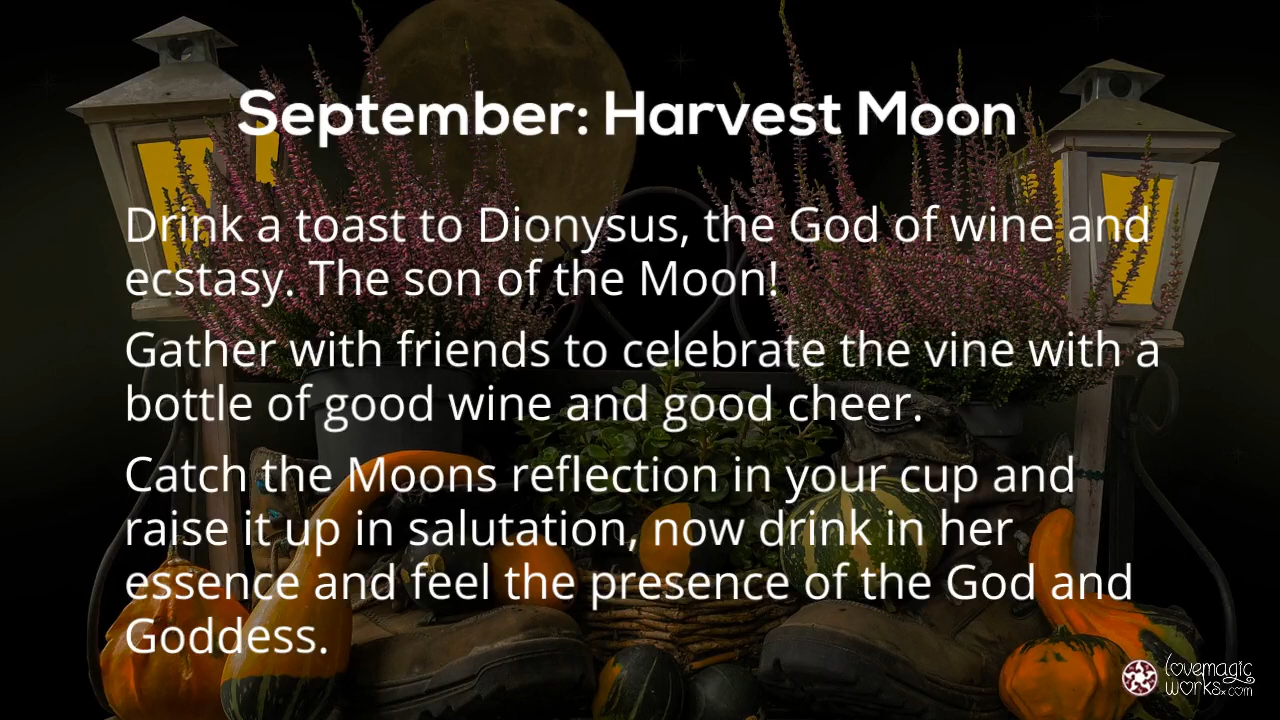 September: Harvest Moon
Drink a toast to Dionysus, the God of wine and
ecstasy. The son of the Moon!
Gather with friends to celebrate the vine with a
bottle of good wine and good cheer.
Catch the Moons reflection in your cup and
raise it up in salutation, now drink in her
essence and feel the presence of the God and
Goddess.
lovemagic
works.com